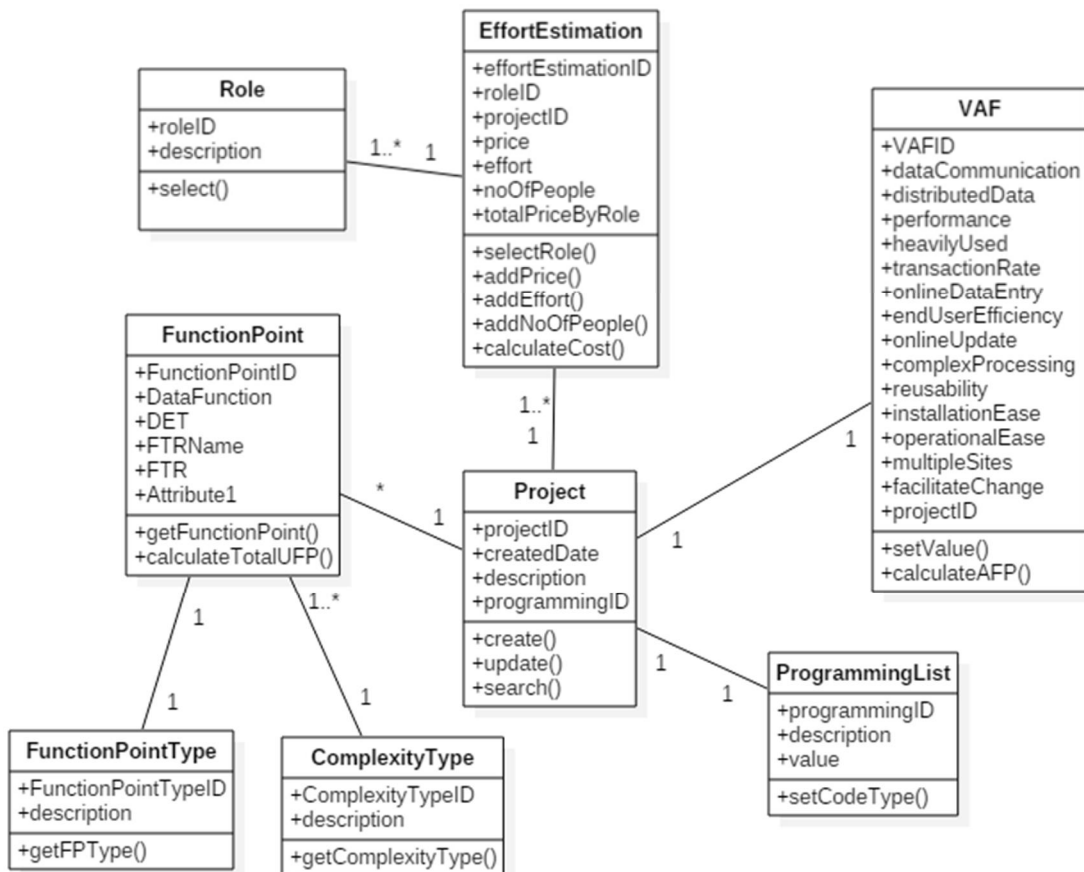 EffortEstimation
+effortEstimationID
+roleID
+projectID
+price
+effort
+noOfPeople
+totalPriceByRole
+selectRole()
+addPrice()
+addEffort()
+addNoOfPeople()
+calculateCost()
Role
+roleID
+description
+select()
1..*
1
VAF
+VAFID
+dataCommunication
+distributedData
+performance
+heavilyUsed
+transactionRate
+onlineDataEntry
+endUserEfficiency
+onlineUpdate
+complexProcessing
+reusability
+installationEase
+operationalEase
+multipleSites
+facilitateChange
+projectID
+setValue()
+calculateAFP()
FunctionPoint
+FunctionPointID
+DataFunction
+DET
+FTRName
+FTR
+Attribute1
+getFunctionPoint()
+calculateTotalUFP()
1..*
1
*
1
1
1
Project
+projectID
+createdDate
+description
+programmingID
+create()
+update()
+search()
1
1
ProgrammingList
+programmingID
+description
+value
+setCodeType()
1
1
1..*
1
FunctionPointType
+FunctionPointTypeID
+description
+getFPType()
ComplexityType
+ComplexityTypeID
+description
+getComplexityType()